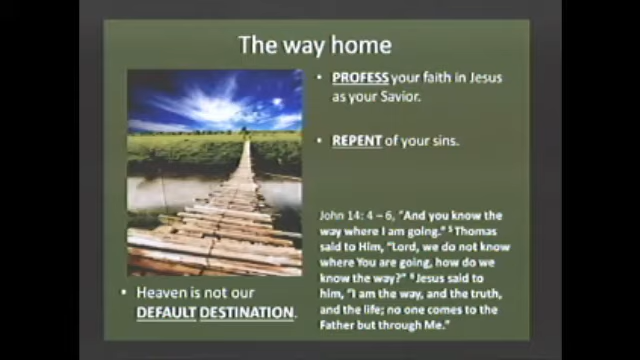 The way home
• PROFESS your faith in Jesus
as your Savior.
• REPENT of your sins.
John 14: 4 – 6, "And you know the
way where I am going." ⁵ Thomas
said to Him, "Lord, we do not know
where You are going, how do we
know the way?" ⁶ Jesus said to
him, "I am the way, and the truth,
and the life; no one comes to the
Father but through Me."
• Heaven is not our
DEFAULT DESTINATION.